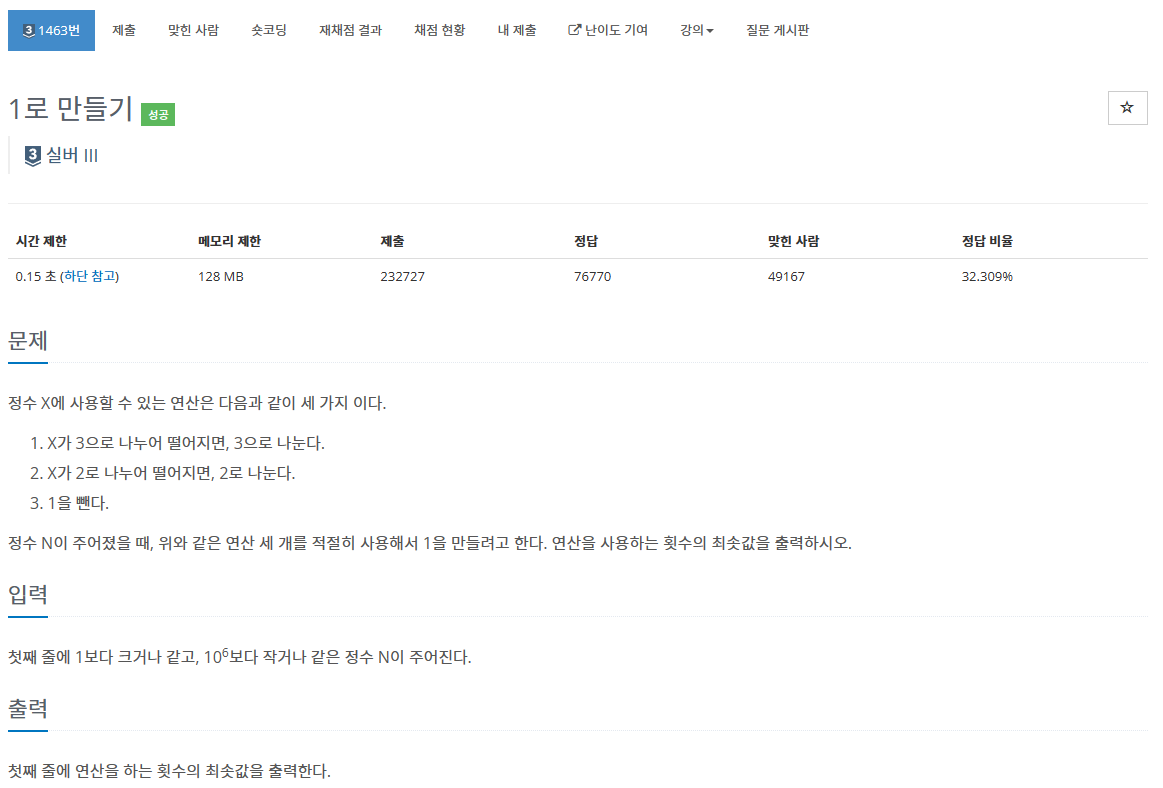 3 1463번 제출 맞힌 사람 숏코딩 재채점 결과 채점 현황 내 제출 난이도 기여 강의 질문 게시판
1로 만들기 성공
3 실버 III
시간 제한 메모리 제한 제출 정답 맞힌 사람 정답 비율
0.15 초 (하단 참고) 128 MB 232727 76770 49167 32.309%
문제
정수 X에 사용할 수 있는 연산은 다음과 같이 세 가지 이다.
1. X가 3으로 나누어 떨어지면, 3으로 나눈다.
2. X가 2로 나누어 떨어지면, 2로 나눈다.
3. 1을 뺀다.
정수 N이 주어졌을 때, 위와 같은 연산 세 개를 적절히 사용해서 1을 만들려고 한다. 연산을 사용하는 횟수의 최솟값을 출력하시오.
입력
첫째 줄에 1보다 크거나 같고, 10⁶보다 작거나 같은 정수 N이 주어진다.
출력
첫째 줄에 연산을 하는 횟수의 최솟값을 출력한다.